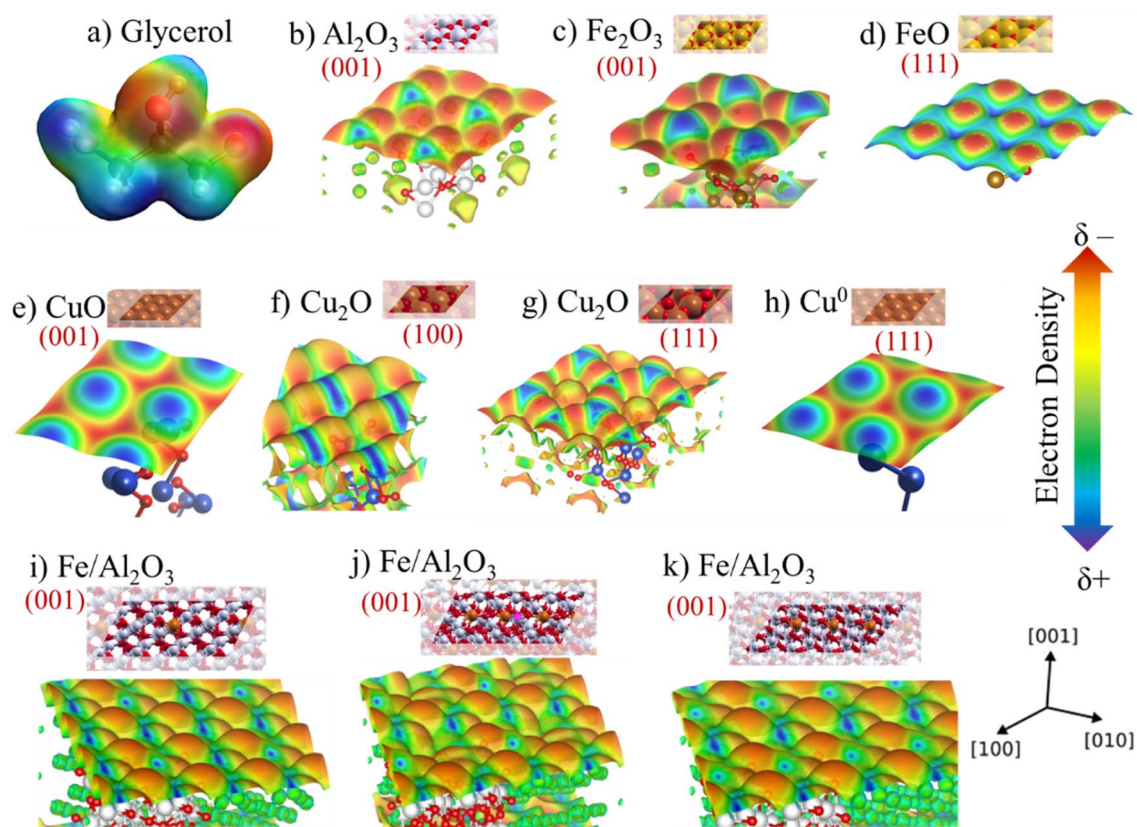 a) Glycerol
b) Al₂O₃
(001)
c) Fe₂O₃
(001)
d) FeO
(111)
δ –
Electron Density
δ+
e) CuO
(001)
f) Cu₂O
(100)
g) Cu₂O
(111)
h) Cu⁰
(111)
i) Fe/Al₂O₃
(001)
j) Fe/Al₂O₃
(001)
k) Fe/Al₂O₃
(001)
[001]
[100]
[010]